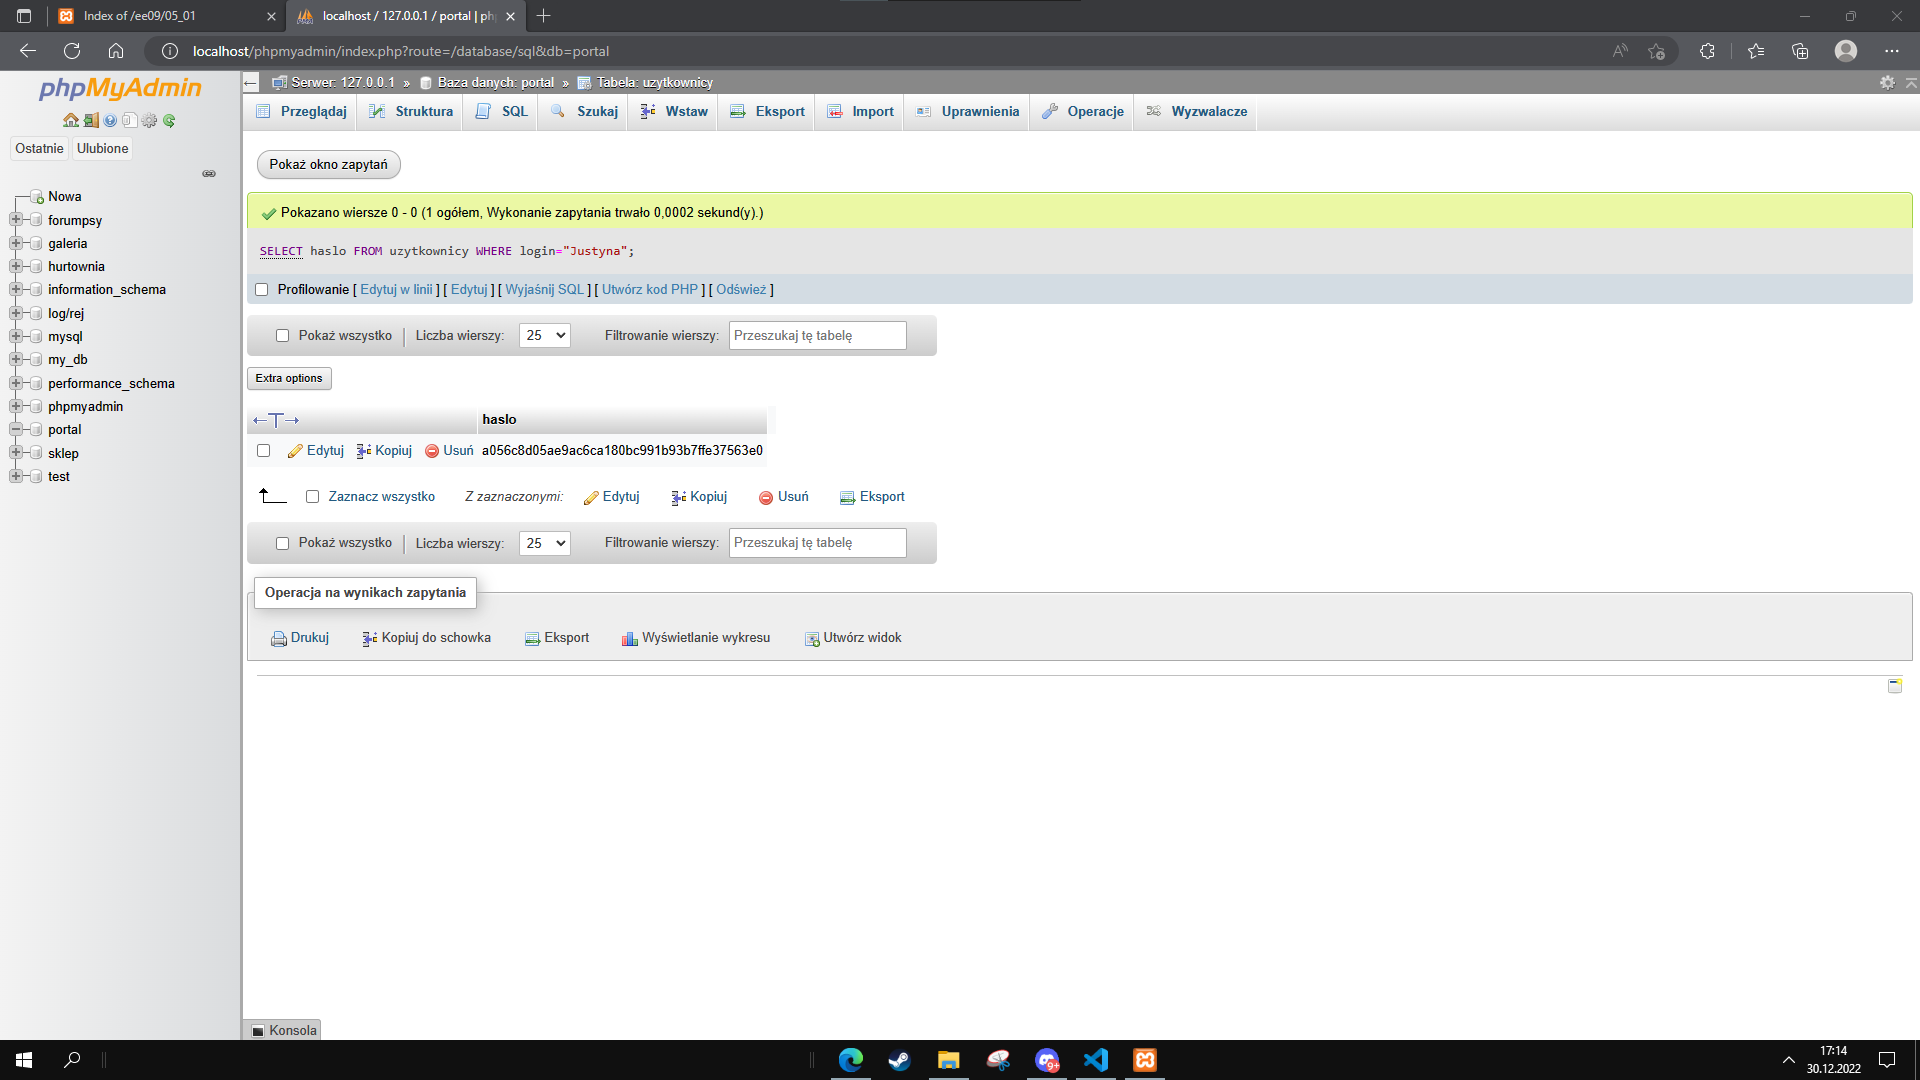 Index of /ee09/05_01
localhost / 127.0.0.1 / portal | ph
localhost/phpmyadmin/index.php?route=/database/sql&db=portal
phpMyAdmin
Ostatnie Ulubione
Nowa
forumpsy
galeria
hurtownia
information_schema
log/rej
mysql
my_db
performance_schema
phpmyadmin
portal
sklep
test
Serwer: 127.0.0.1 » Baza danych: portal » Tabela: uzytkownicy
Przeglądaj Struktura SQL Szukaj Wstaw Eksport Import Uprawnienia Operacje Wyzwalacze
Pokaż okno zapytań
Pokazano wiersze 0 - 0 (1 ogółem, Wykonanie zapytania trwało 0,0002 sekund(y).)
SELECT haslo FROM uzytkownicy WHERE login="Justyna";
Profilowanie [ Edytuj w linii ] [ Edytuj ] [ Wyjaśnij SQL ] [ Utwórz kod PHP ] [ Odśwież ]
Pokaż wszystko Liczba wierszy: 25 Filtrowanie wierszy: Przeszukaj tę tabelę
Extra options
←T→ haslo
Edytuj Kopiuj Usuń a056c8d05ae9ac6ca180bc991b93b7ffe37563e0
Zaznacz wszystko Z zaznaczonymi: Edytuj Kopiuj Usuń Eksport
Pokaż wszystko Liczba wierszy: 25 Filtrowanie wierszy: Przeszukaj tę tabelę
Operacja na wynikach zapytania
Drukuj Kopiuj do schowka Eksport Wyświetlanie wykresu Utwórz widok
Konsola
9+
17:14
30.12.2022